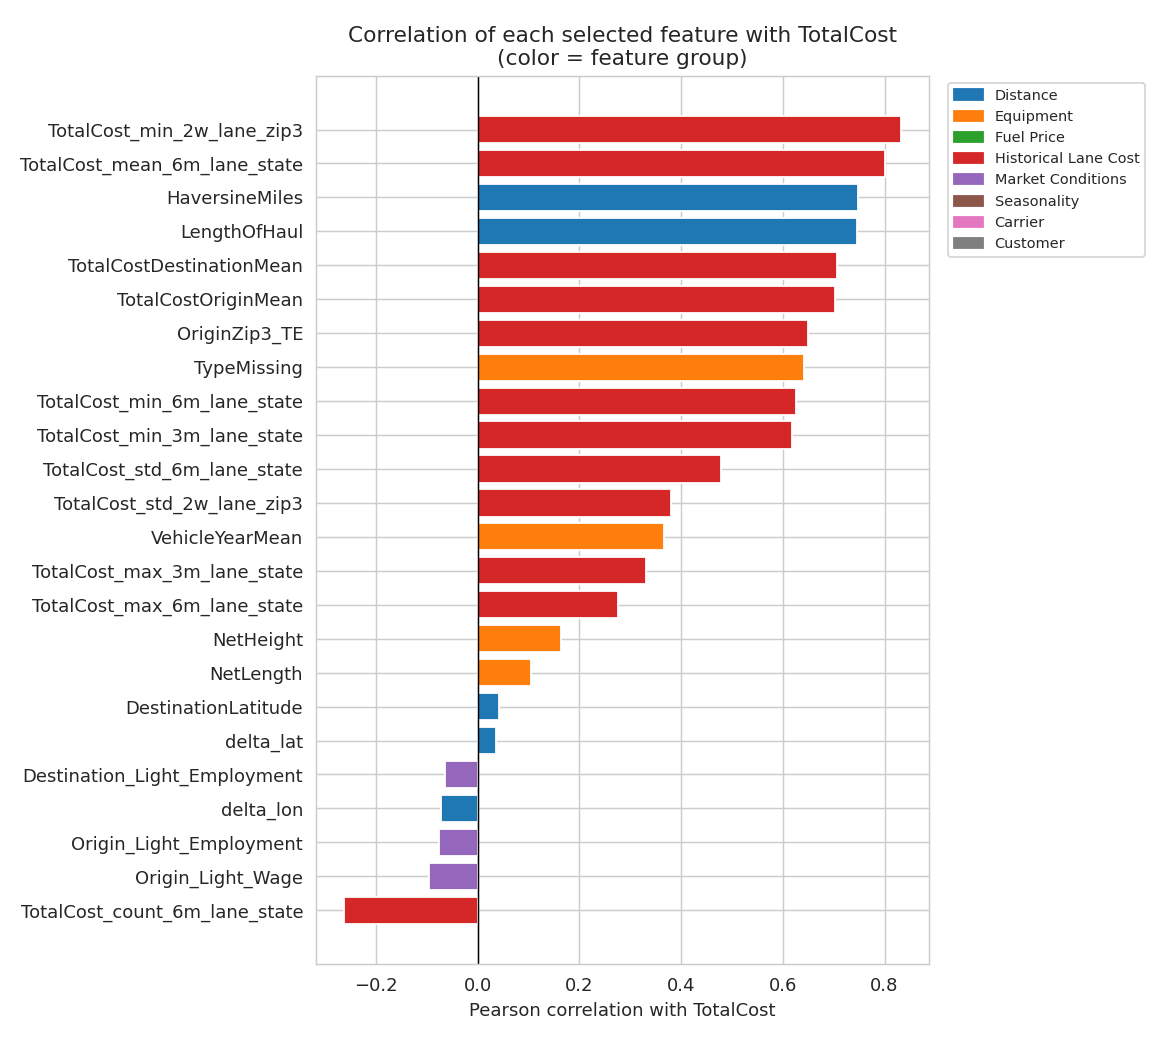 Correlation of each selected feature with TotalCost
(color = feature group)
TotalCost_min_2w_lane_zip3
TotalCost_mean_6m_lane_state
HaversineMiles
LengthOfHaul
TotalCostDestinationMean
TotalCostOriginMean
OriginZip3_TE
TypeMissing
TotalCost_min_6m_lane_state
TotalCost_min_3m_lane_state
TotalCost_std_6m_lane_state
TotalCost_std_2w_lane_zip3
VehicleYearMean
TotalCost_max_3m_lane_state
TotalCost_max_6m_lane_state
NetHeight
NetLength
DestinationLatitude
delta_lat
Destination_Light_Employment
delta_lon
Origin_Light_Employment
Origin_Light_Wage
TotalCost_count_6m_lane_state
−0.2 0.0 0.2 0.4 0.6 0.8
Pearson correlation with TotalCost
Distance
Equipment
Fuel Price
Historical Lane Cost
Market Conditions
Seasonality
Carrier
Customer